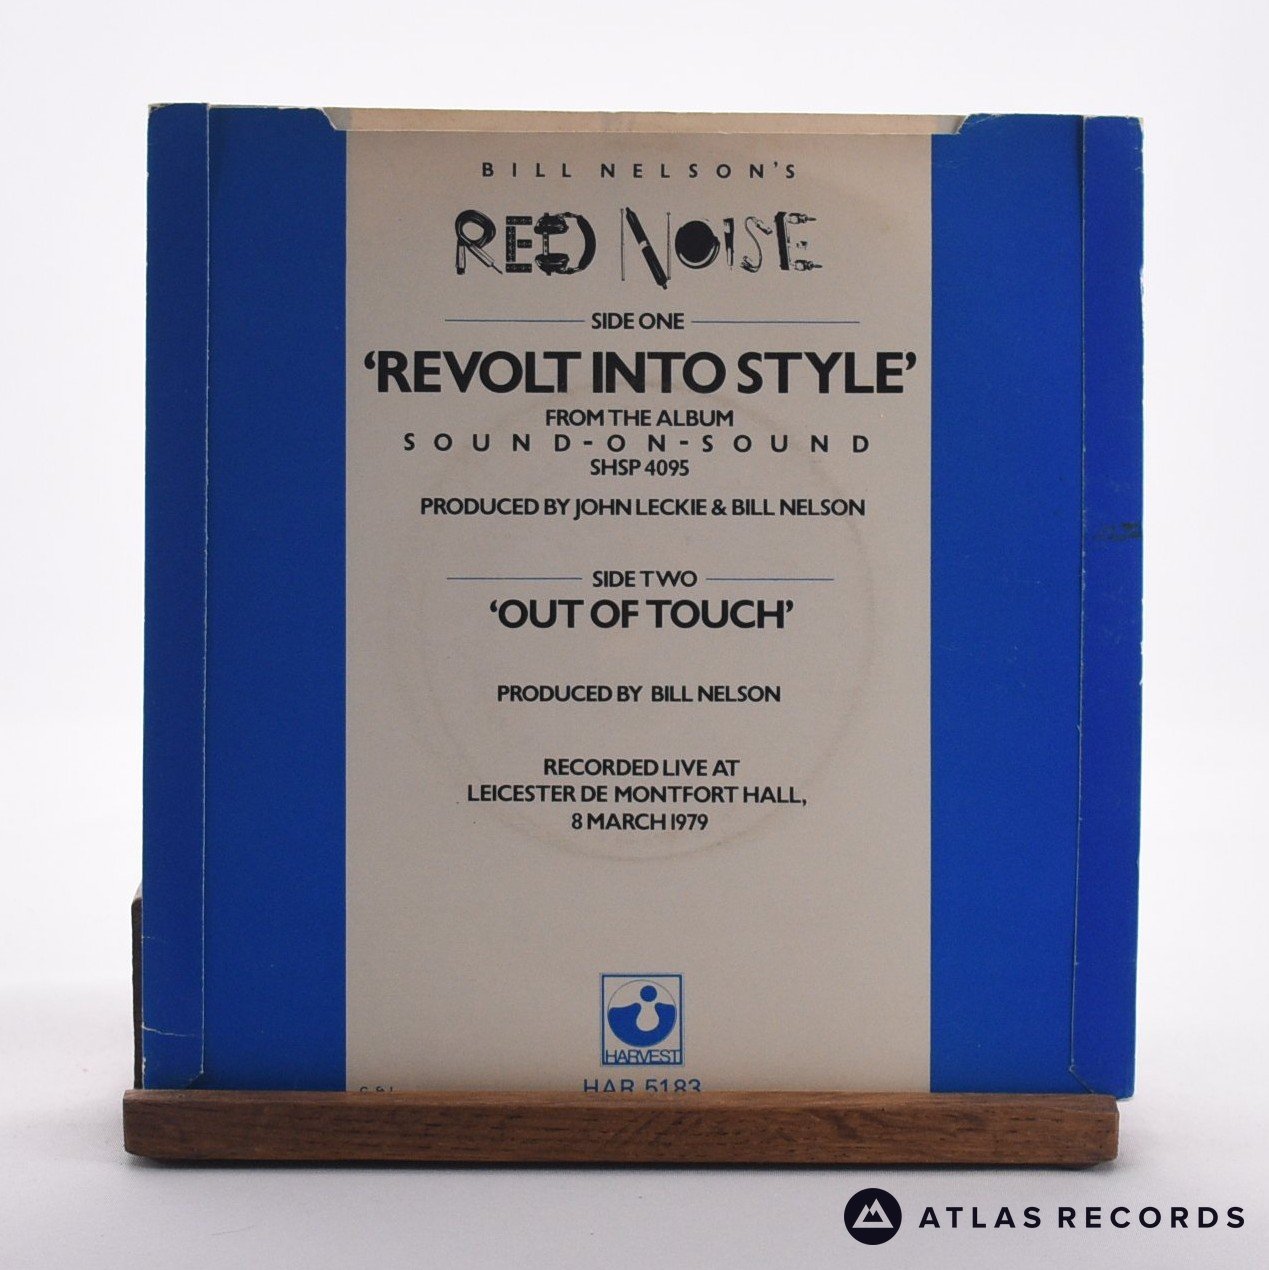 BILL NELSON'S
RED NOISE
SIDE ONE
'REVOLT INTO STYLE'
FROM THE ALBUM
SOUND-ON-SOUND
SHSP 4095
PRODUCED BY JOHN LECKIE & BILL NELSON
SIDE TWO
'OUT OF TOUCH'
PRODUCED BY BILL NELSON
RECORDED LIVE AT
LEICESTER DE MONTFORT HALL,
8 MARCH 1979
HARVEST
HAR 5183
ATLAS RECORDS